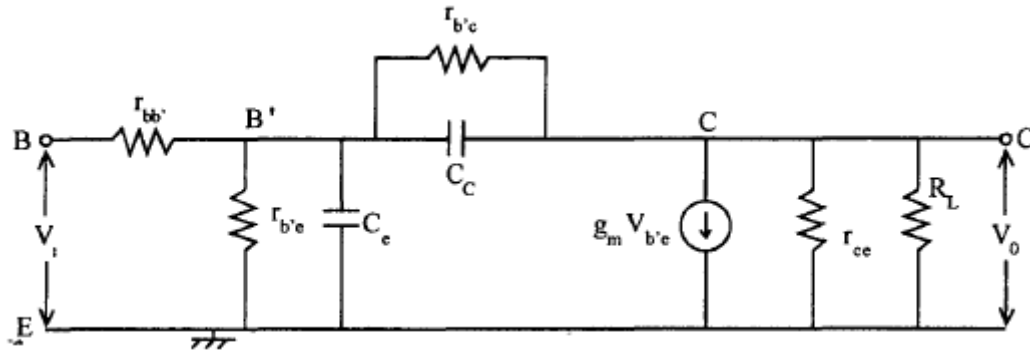 r_b'c
r_bb'
B B' C C
C_C
r_b'e C_e g_m V_b'e r_ce R_L
V_i V_0
E